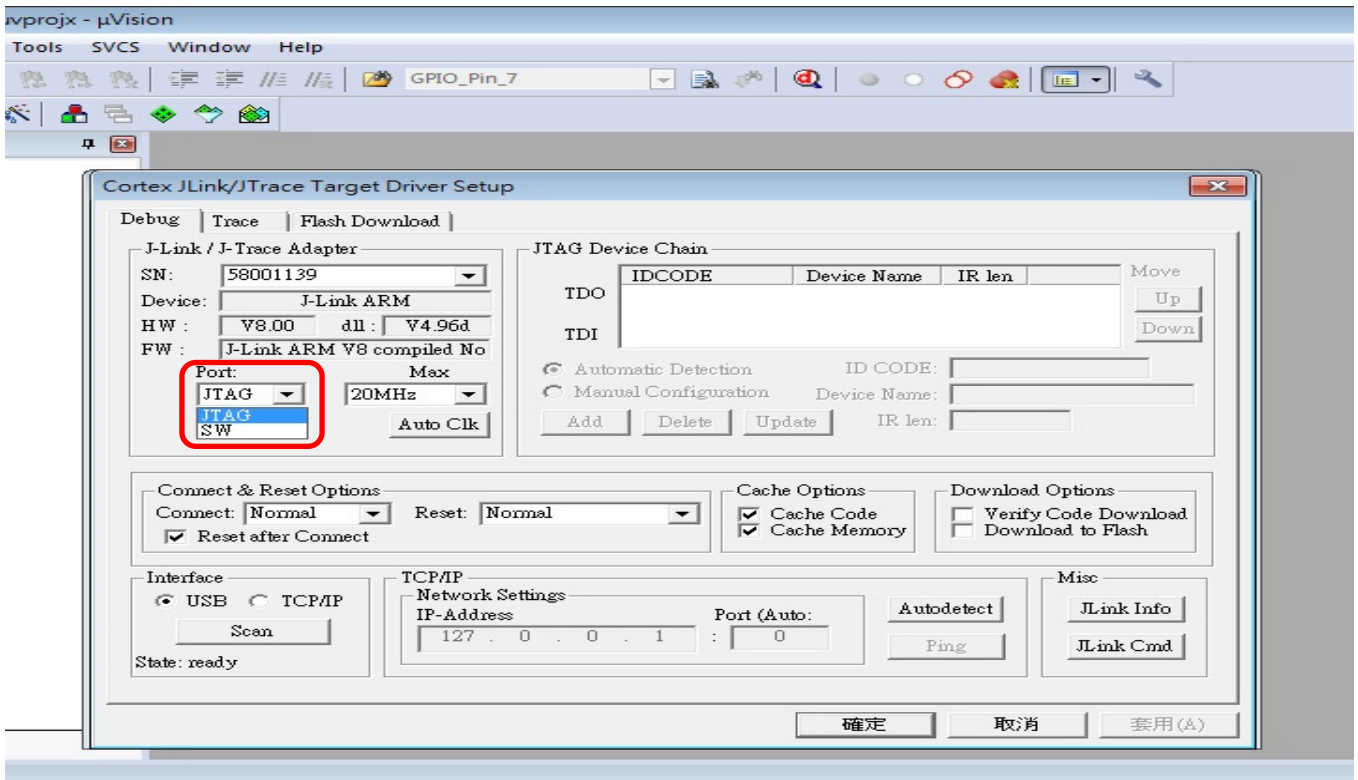 uvprojx - µVision
Tools SVCS Window Help
GPIO_Pin_7
Cortex JLink/JTrace Target Driver Setup
Debug Trace Flash Download
J-Link / J-Trace Adapter
SN: 58001139
Device: J-Link ARM
HW : V8.00 dll : V4.96d
FW : J-Link ARM V8 compiled No
Port: Max
JTAG 20MHz
JTAG
SW
Auto Clk
JTAG Device Chain
IDCODE Device Name IR len
TDO
TDI
Move
Up
Down
Automatic Detection ID CODE:
Manual Configuration Device Name:
Add Delete Update IR len:
Connect & Reset Options
Connect: Normal Reset: Normal
Reset after Connect
Cache Options
Cache Code
Cache Memory
Download Options
Verify Code Download
Download to Flash
Interface
USB TCP/IP
Scan
State: ready
TCP/IP
Network Settings
IP-Address Port (Auto:
127 . 0 . 0 . 1 : 0
Autodetect
Ping
Misc
JLink Info
JLink Cmd
確定 取消 套用(A)